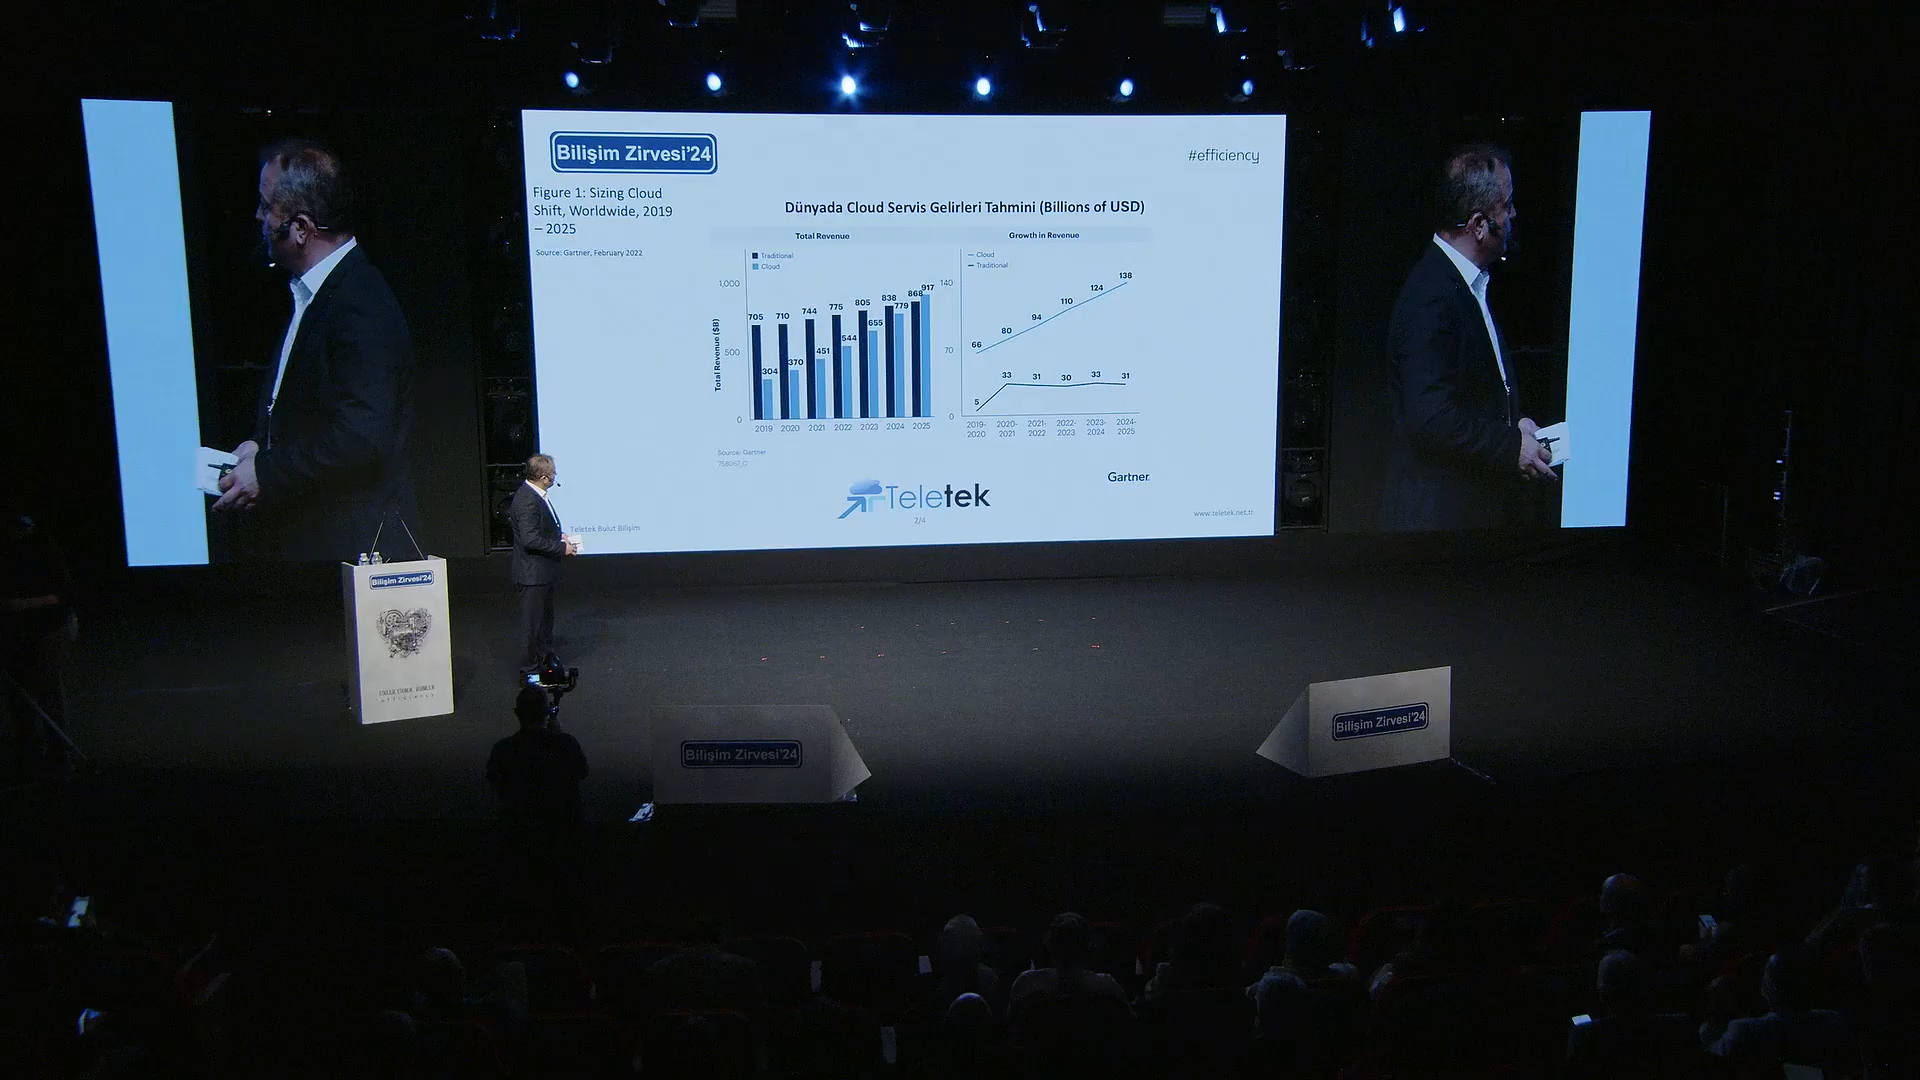 Bilişim Zirvesi'24
#efficiency
Figure 1: Sizing Cloud
Shift, Worldwide, 2019
– 2025
Source: Gartner, February 2022
Dünyada Cloud Servis Gelirleri Tahmini (Billions of USD)
Total Revenue
Traditional
Cloud
Total Revenue ($B)
1,000
500
0
705 710 744 775 805 838 868
304 370 451 544 655 779 917
2019 2020 2021 2022 2023 2024 2025
Growth in Revenue
Cloud
Traditional
140
70
0
66 80 94 110 124 138
5 33 31 30 33 31
2019- 2020- 2021- 2022- 2023- 2024-
2020 2021 2022 2023 2024 2025
Source: Gartner
Gartner
Teletek
2/4
Teletek Bulut Bilişim
www.teletek.net.tr
Bilişim Zirvesi'24
efficiency
Bilişim Zirvesi'24
Bilişim Zirvesi'24